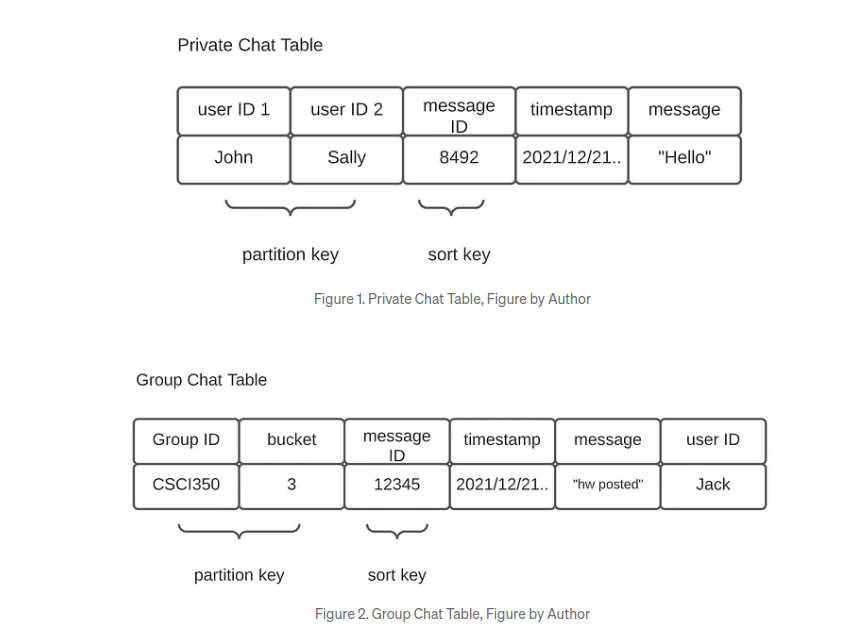 Private Chat Table
user ID 1 user ID 2 message ID timestamp message
John Sally 8492 2021/12/21.. "Hello"
partition key sort key
Figure 1. Private Chat Table, Figure by Author
Group Chat Table
Group ID bucket message ID timestamp message user ID
CSCI350 3 12345 2021/12/21.. "hw posted" Jack
partition key sort key
Figure 2. Group Chat Table, Figure by Author